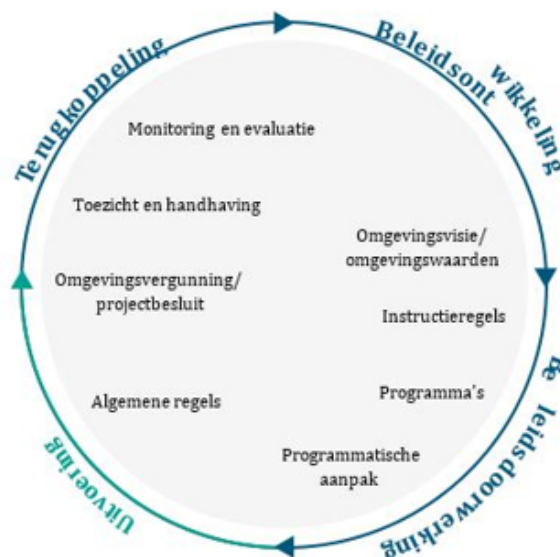 Terugkoppeling
Beleidsontwikkeling
Monitoring en evaluatie
Toezicht en handhaving
Omgevingsvisie/
omgevingswaarden
Omgevingsvergunning/
projectbesluit
Instructieregels
Programma's
Algemene regels
Programmatische
aanpak
Uitvoering
Beleidsdoorwerking